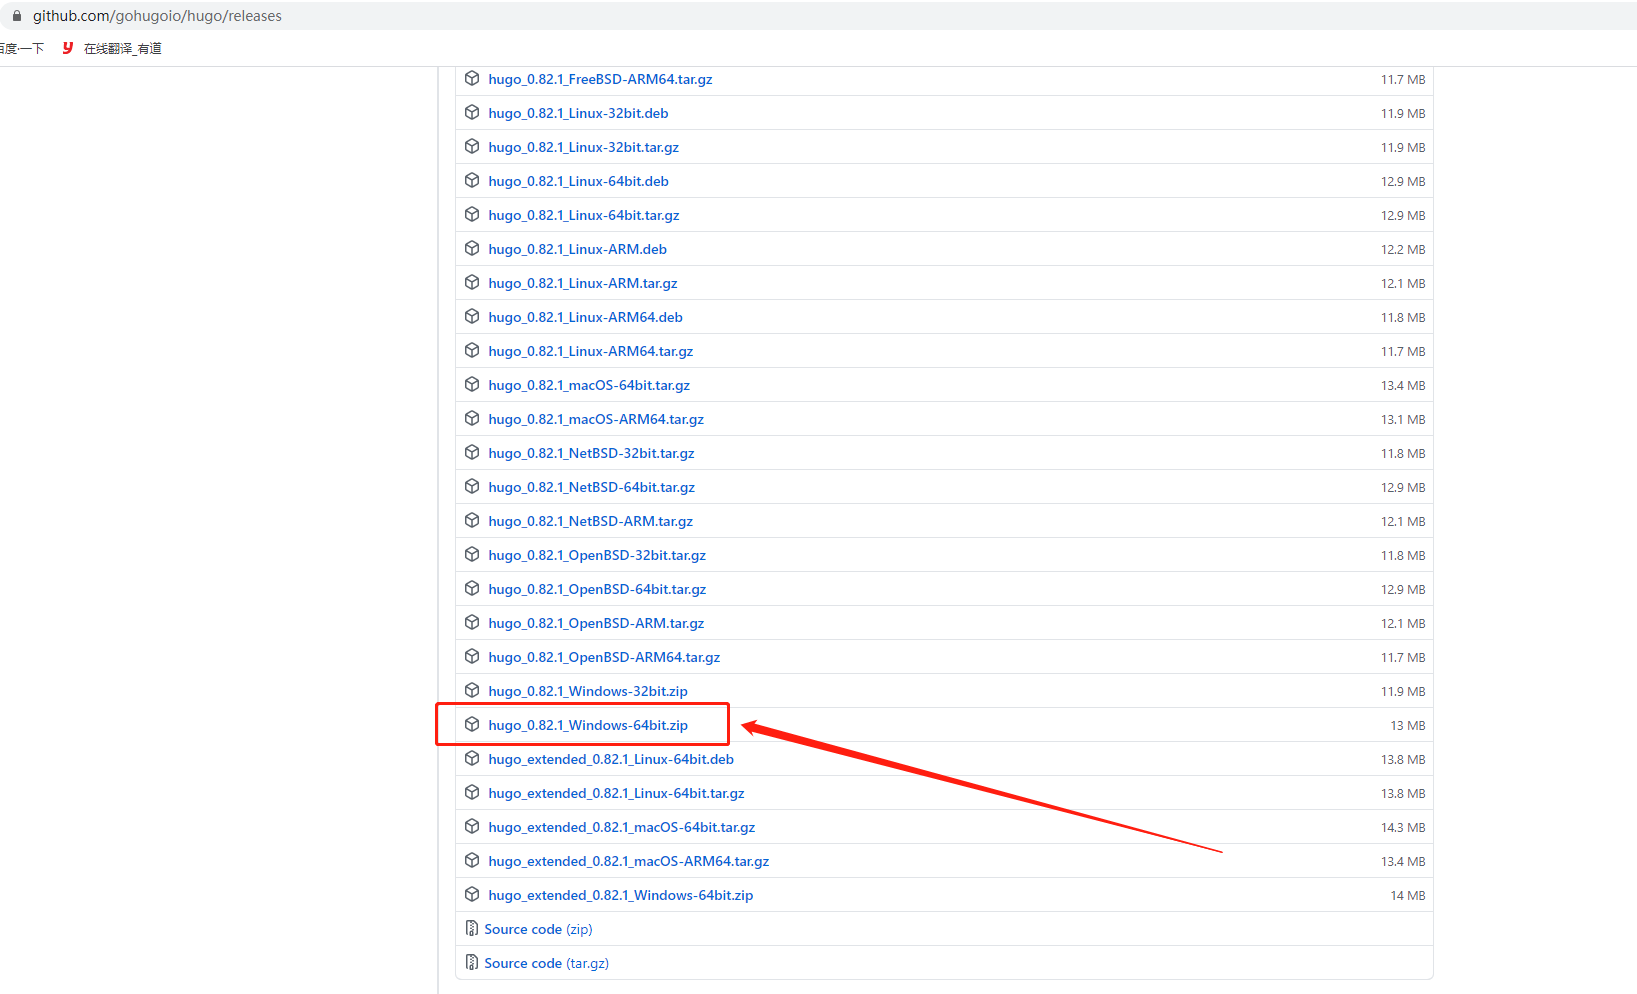 github.com/gohugoio/hugo/releases
百度一下 在线翻译_有道
hugo_0.82.1_FreeBSD-ARM64.tar.gz 11.7 MB
hugo_0.82.1_Linux-32bit.deb 11.9 MB
hugo_0.82.1_Linux-32bit.tar.gz 11.9 MB
hugo_0.82.1_Linux-64bit.deb 12.9 MB
hugo_0.82.1_Linux-64bit.tar.gz 12.9 MB
hugo_0.82.1_Linux-ARM.deb 12.2 MB
hugo_0.82.1_Linux-ARM.tar.gz 12.1 MB
hugo_0.82.1_Linux-ARM64.deb 11.8 MB
hugo_0.82.1_Linux-ARM64.tar.gz 11.7 MB
hugo_0.82.1_macOS-64bit.tar.gz 13.4 MB
hugo_0.82.1_macOS-ARM64.tar.gz 13.1 MB
hugo_0.82.1_NetBSD-32bit.tar.gz 11.8 MB
hugo_0.82.1_NetBSD-64bit.tar.gz 12.9 MB
hugo_0.82.1_NetBSD-ARM.tar.gz 12.1 MB
hugo_0.82.1_OpenBSD-32bit.tar.gz 11.8 MB
hugo_0.82.1_OpenBSD-64bit.tar.gz 12.9 MB
hugo_0.82.1_OpenBSD-ARM.tar.gz 12.1 MB
hugo_0.82.1_OpenBSD-ARM64.tar.gz 11.7 MB
hugo_0.82.1_Windows-32bit.zip 11.9 MB
hugo_0.82.1_Windows-64bit.zip 13 MB
hugo_extended_0.82.1_Linux-64bit.deb 13.8 MB
hugo_extended_0.82.1_Linux-64bit.tar.gz 13.8 MB
hugo_extended_0.82.1_macOS-64bit.tar.gz 14.3 MB
hugo_extended_0.82.1_macOS-ARM64.tar.gz 13.4 MB
hugo_extended_0.82.1_Windows-64bit.zip 14 MB
Source code (zip)
Source code (tar.gz)